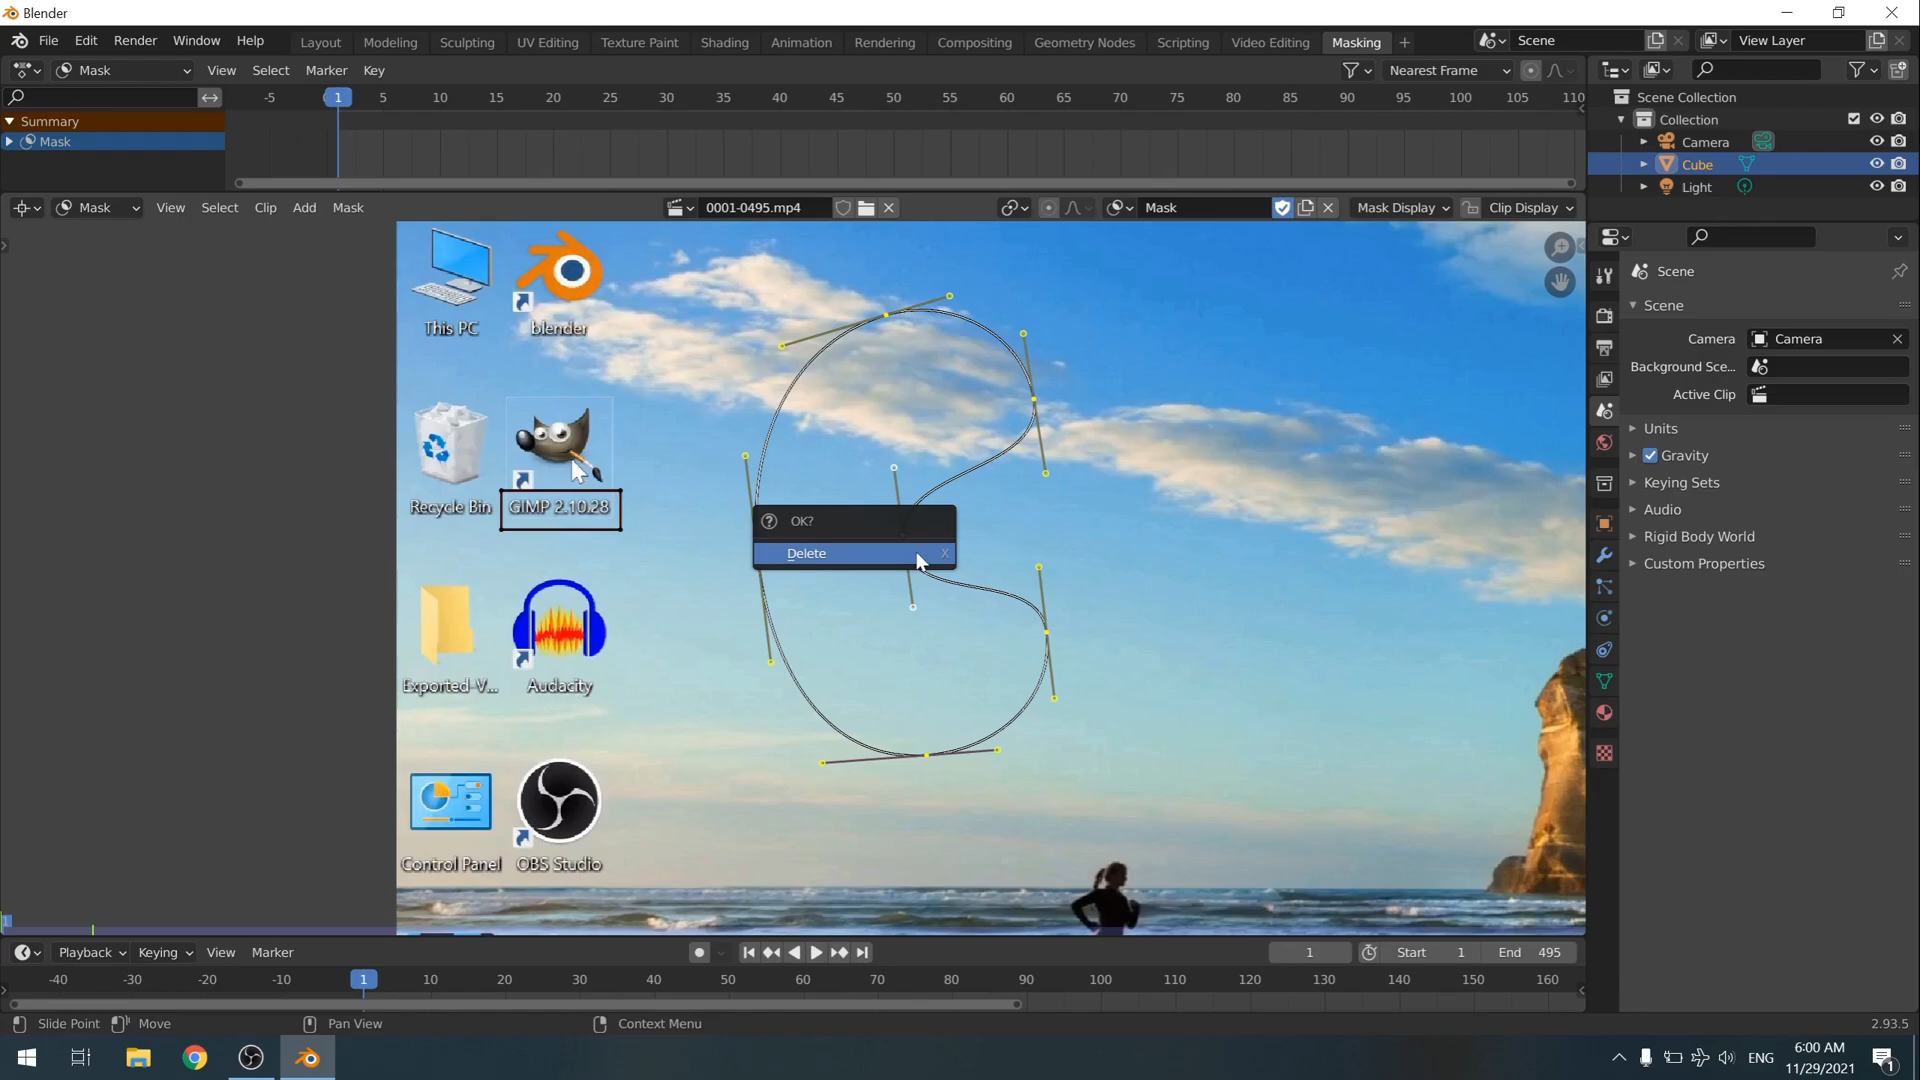 Blender
File Edit Render Window Help Layout Modeling Sculpting UV Editing Texture Paint Shading Animation Rendering Compositing Geometry Nodes Scripting Video Editing Masking + Scene View Layer
Mask View Select Marker Key Nearest Frame
-5 1 5 10 15 20 25 30 35 40 45 50 55 60 65 70 75 80 85 90 95 100 105 110
Summary
Mask
Scene Collection
Collection
Camera
Cube
Light
Mask View Select Clip Add Mask 0001-0495.mp4 Mask Mask Display Clip Display
This PC
blender
Recycle Bin
GIMP 2.10.28
Exported-V...
Audacity
Control Panel
OBS Studio
OK?
Delete X
Scene
Scene
Camera Camera
Background Sce...
Active Clip
Units
Gravity
Keying Sets
Audio
Rigid Body World
Custom Properties
1
Playback Keying View Marker 1 Start 1 End 495
-40 -30 -20 -10 1 10 20 30 40 50 60 70 80 90 100 110 120 130 140 150 160
Slide Point Move Pan View Context Menu 2.93.5
ENG
6:00 AM
11/29/2021
1